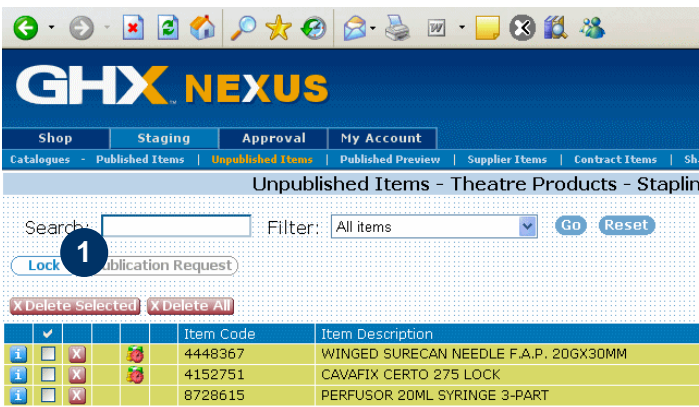 GHX NEXUS
Shop Staging Approval My Account
Catalogues - Published Items | Unpublished Items | Published Preview | Supplier Items | Contract Items |
Unpublished Items - Theatre Products -
Search: Filter: All items Go Reset
1
Lock Publication Request
X Delete Selected X Delete All
Item Code Item Description
i X 4448367 WINGED SURECAN NEEDLE F.A.P. 20GX30MM
i X 4152751 CAVAFIX CERTO 275 LOCK
i X 8728615 PERFUSOR 20ML SYRINGE 3-PART